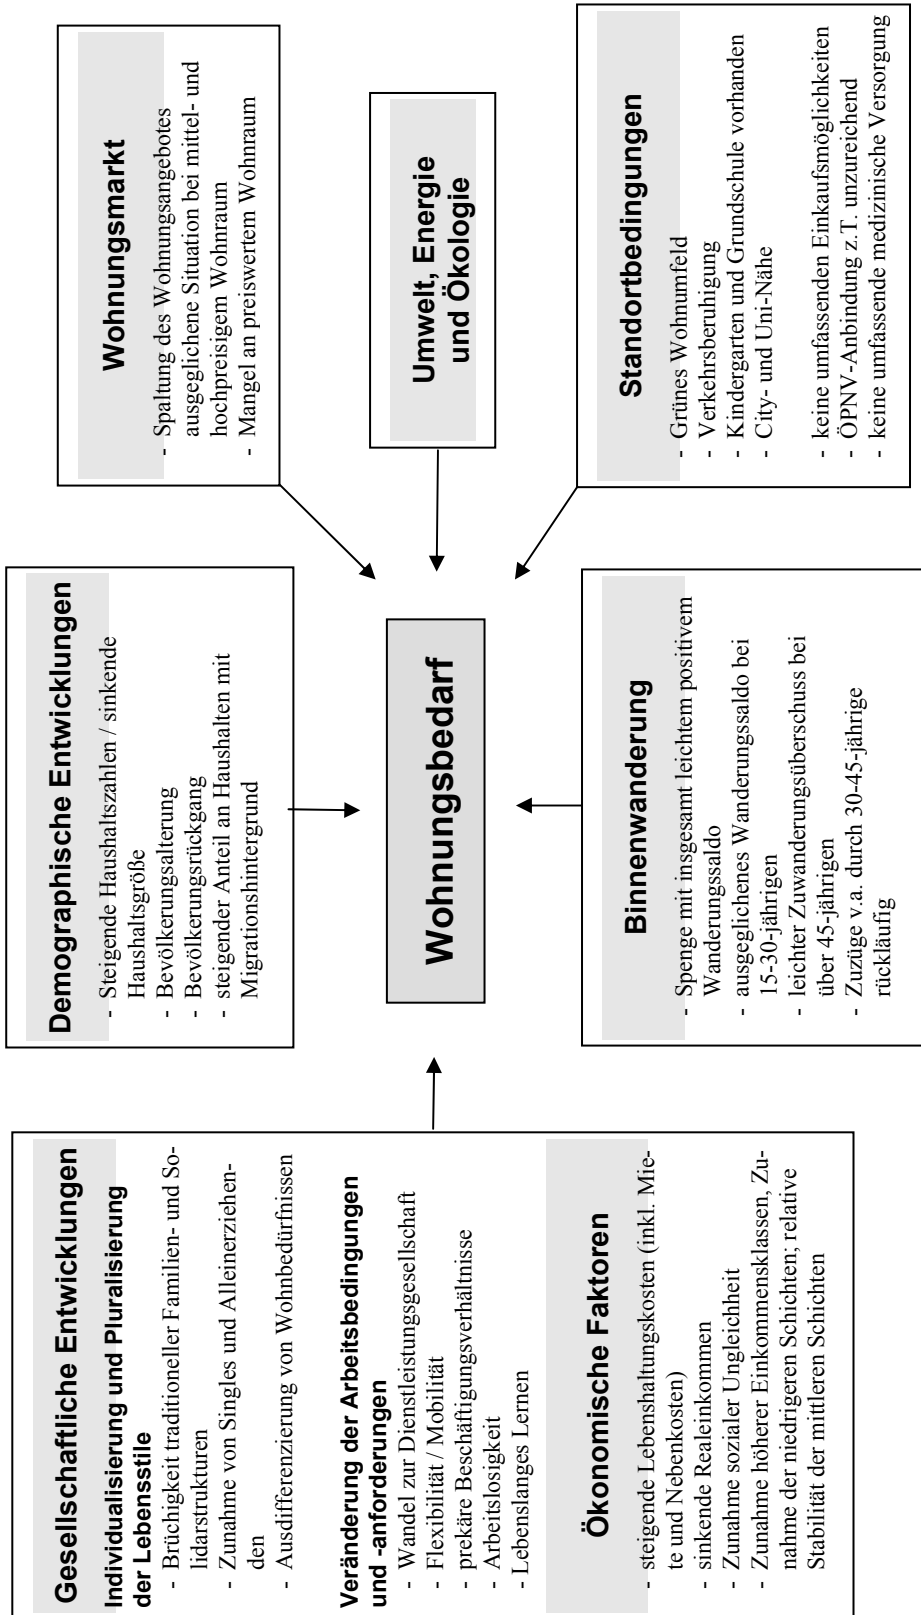 Gesellschaftliche Entwicklungen
Individualisierung und Pluralisierung
der Lebensstile
- Brüchigkeit traditioneller Familien- und So-
lidarstrukturen
- Zunahme von Singles und Alleinerziehen-
den
- Ausdifferenzierung von Wohnbedürfnissen
Veränderung der Arbeitsbedingungen
und -anforderungen
- Wandel zur Dienstleistungsgesellschaft
- Flexibilität / Mobilität
- prekäre Beschäftigungsverhältnisse
- Arbeitslosigkeit
- Lebenslanges Lernen
Ökonomische Faktoren
- steigende Lebenshaltungskosten (inkl. Mie-
te und Nebenkosten)
- sinkende Realeinkommen
- Zunahme sozialer Ungleichheit
- Zunahme höherer Einkommensklassen, Zu-
nahme der niedrigeren Schichten; relative
Stabilität der mittleren Schichten
Demographische Entwicklungen
- Steigende Haushaltszahlen / sinkende
Haushaltsgröße
- Bevölkerungsalterung
- Bevölkerungsrückgang
- steigender Anteil an Haushalten mit
Migrationshintergrund
Wohnungsbedarf
Binnenwanderung
- Spenge mit insgesamt leichtem positivem
Wanderungssaldo
- ausgeglichenes Wanderungssaldo bei
15-30-jährigen
- leichter Zuwanderungsüberschuss bei
über 45-jährigen
- Zuzüge v.a. durch 30-45-jährige
rückläufig
Wohnungsmarkt
- Spaltung des Wohnungsangebotes
- ausgeglichene Situation bei mittel- und
hochpreisigem Wohnraum
- Mangel an preiswertem Wohnraum
Umwelt, Energie
und Ökologie
Standortbedingungen
- Grünes Wohnumfeld
- Verkehrsberuhigung
- Kindergarten und Grundschule vorhanden
- City- und Uni-Nähe
- keine umfassenden Einkaufsmöglichkeiten
- ÖPNV-Anbindung z.T. unzureichend
- keine umfassende medizinische Versorgung